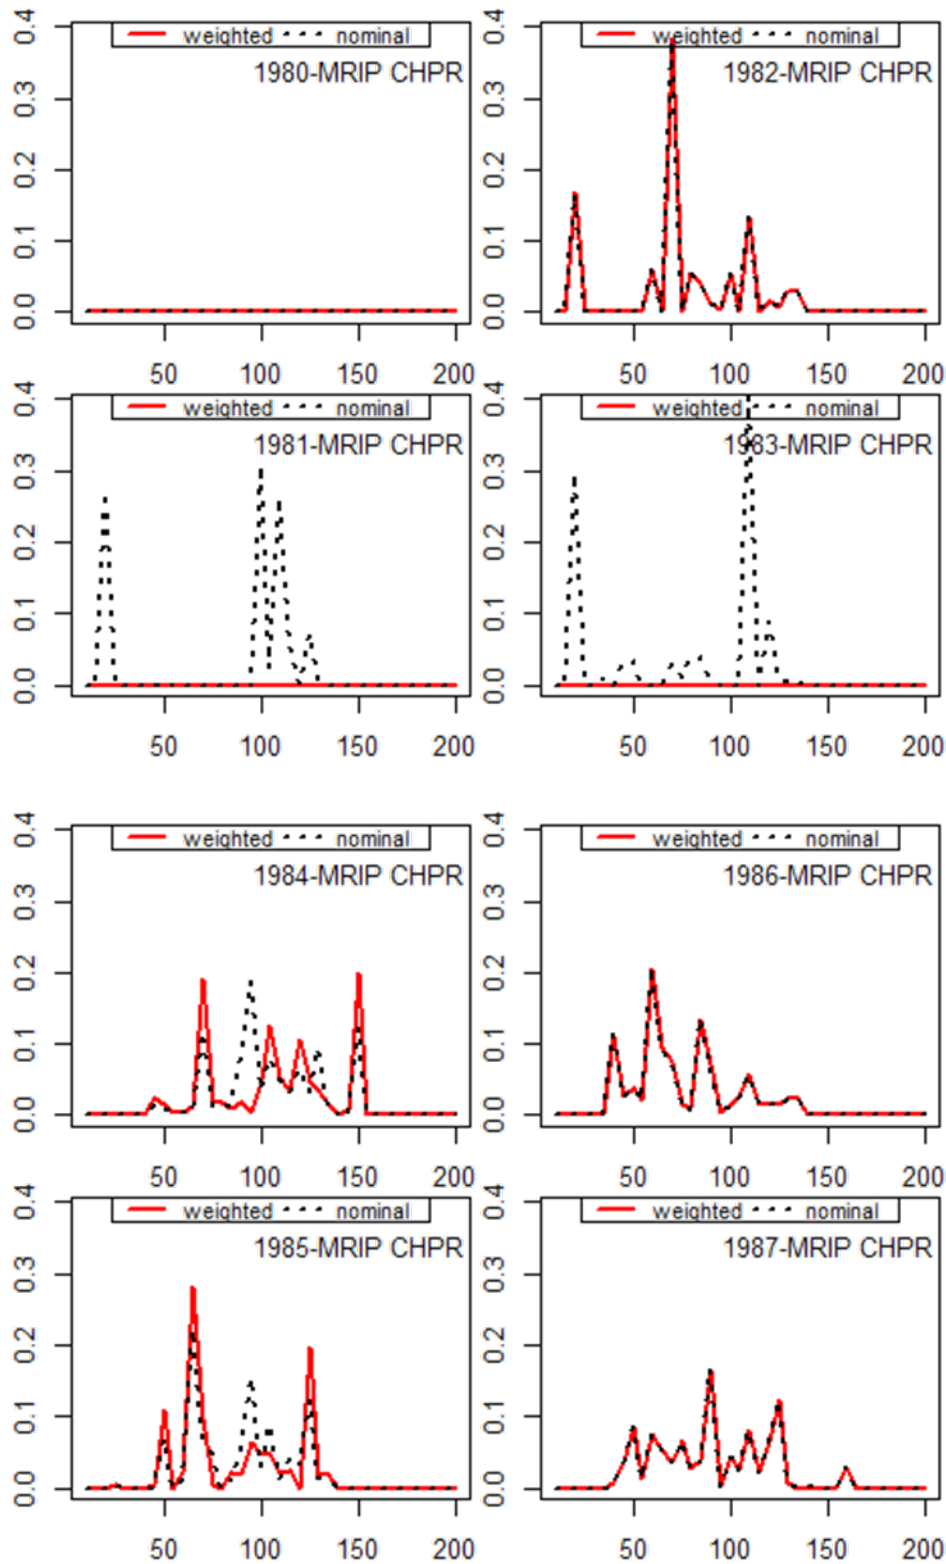 weighted nominal
1980-MRIP CHPR
0.4
0.3
0.2
0.1
0.0
50 100 150 200
weighted nominal
1982-MRIP CHPR
0.4
0.3
0.2
0.1
0.0
50 100 150 200
weighted nominal
1981-MRIP CHPR
0.4
0.3
0.2
0.1
0.0
50 100 150 200
weighted nominal
1983-MRIP CHPR
0.4
0.3
0.2
0.1
0.0
50 100 150 200
weighted nominal
1984-MRIP CHPR
0.4
0.3
0.2
0.1
0.0
50 100 150 200
weighted nominal
1986-MRIP CHPR
0.4
0.3
0.2
0.1
0.0
50 100 150 200
weighted nominal
1985-MRIP CHPR
0.4
0.3
0.2
0.1
0.0
50 100 150 200
weighted nominal
1987-MRIP CHPR
0.4
0.3
0.2
0.1
0.0
50 100 150 200